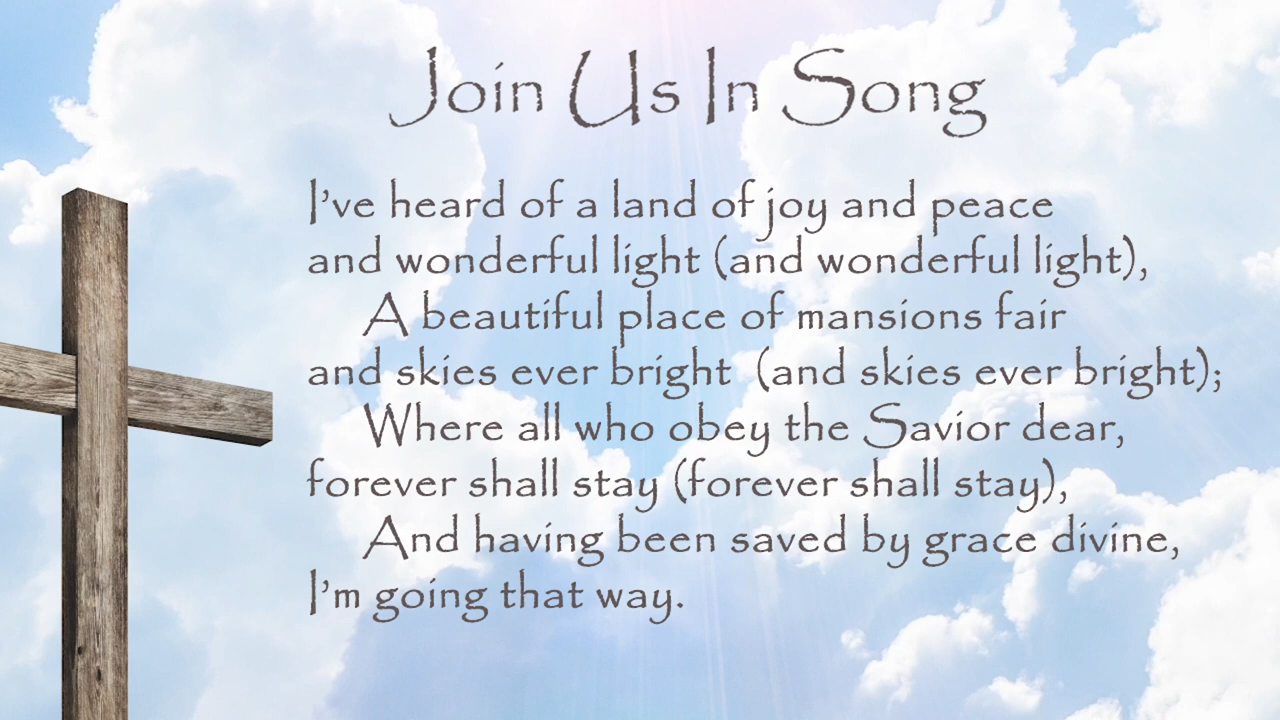 Join Us In Song
I've heard of a land of joy and peace
and wonderful light (and wonderful light),
A beautiful place of mansions fair
and skies ever bright  (and skies ever bright);
Where all who obey the Savior dear,
forever shall stay (forever shall stay),
And having been saved by grace divine,
I'm going that way.